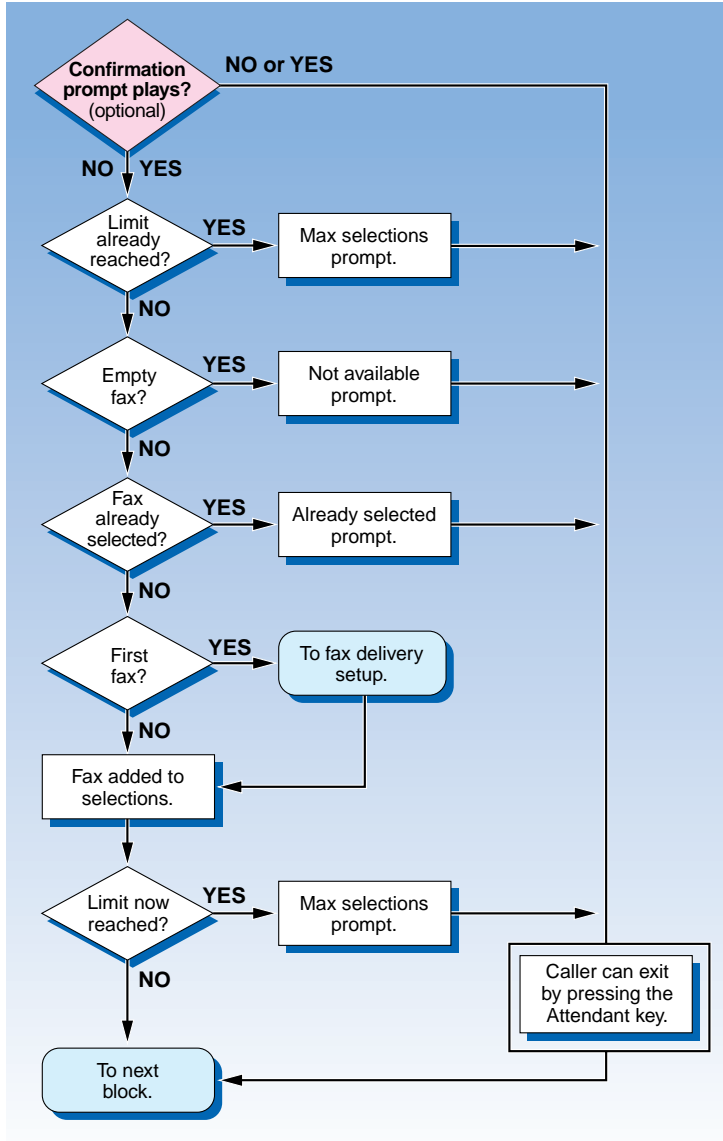 Confirmation
prompt plays?
(optional)
NO or YES
NO YES
Limit
already
reached?
YES
Max selections
prompt.
NO
Empty
fax?
YES
Not available
prompt.
NO
Fax
already
selected?
YES
Already selected
prompt.
NO
First
fax?
YES
To fax delivery
setup.
NO
Fax added to
selections.
Limit now
reached?
YES
Max selections
prompt.
NO
Caller can exit
by pressing the
Attendant key.
To next
block.